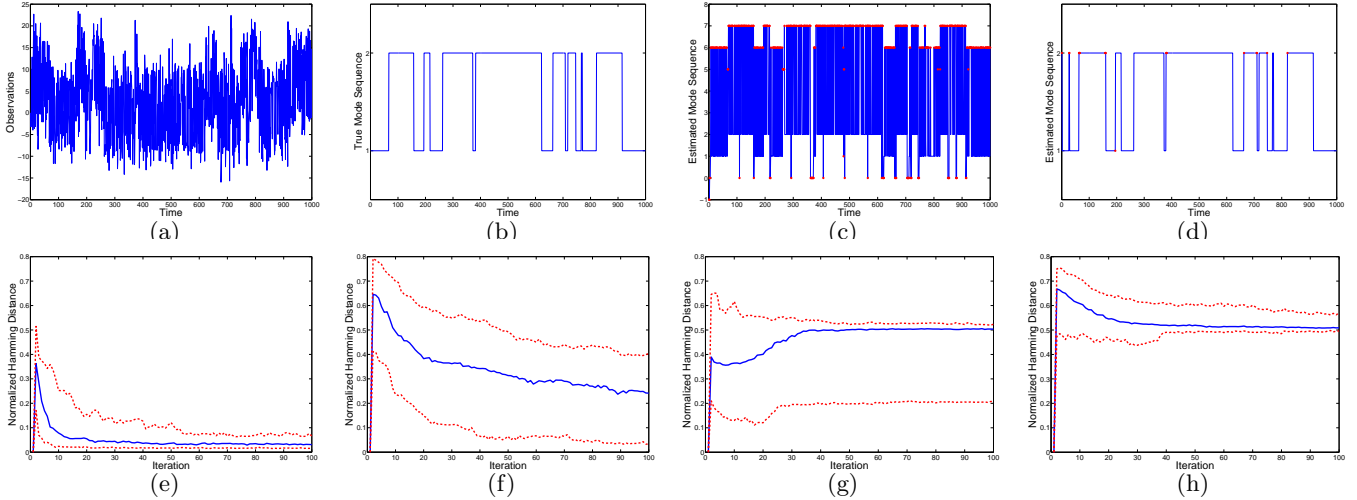 25
20
15
10
5
0
−5
−10
−15
−20
Observations
0 100 200 300 400 500 600 700 800 900 1000
Time
(a)
2
1
True Mode Sequence
0 100 200 300 400 500 600 700 800 900 1000
Time
(b)
8
7
6
5
4
3
2
1
0
−1
Estimated Mode Sequence
0 100 200 300 400 500 600 700 800 900 1000
Time
(c)
2
1
Estimated Mode Sequence
0 100 200 300 400 500 600 700 800 900 1000
Time
(d)
0.8
0.7
0.6
0.5
0.4
0.3
0.2
0.1
0
Normalized Hamming Distance
0 10 20 30 40 50 60 70 80 90 100
Iteration
(e)
0.8
0.7
0.6
0.5
0.4
0.3
0.2
0.1
0
Normalized Hamming Distance
0 10 20 30 40 50 60 70 80 90 100
Iteration
(f)
0.8
0.7
0.6
0.5
0.4
0.3
0.2
0.1
0
Normalized Hamming Distance
0 10 20 30 40 50 60 70 80 90 100
Iteration
(g)
0.8
0.7
0.6
0.5
0.4
0.3
0.2
0.1
0
Normalized Hamming Distance
0 10 20 30 40 50 60 70 80 90 100
Iteration
(h)